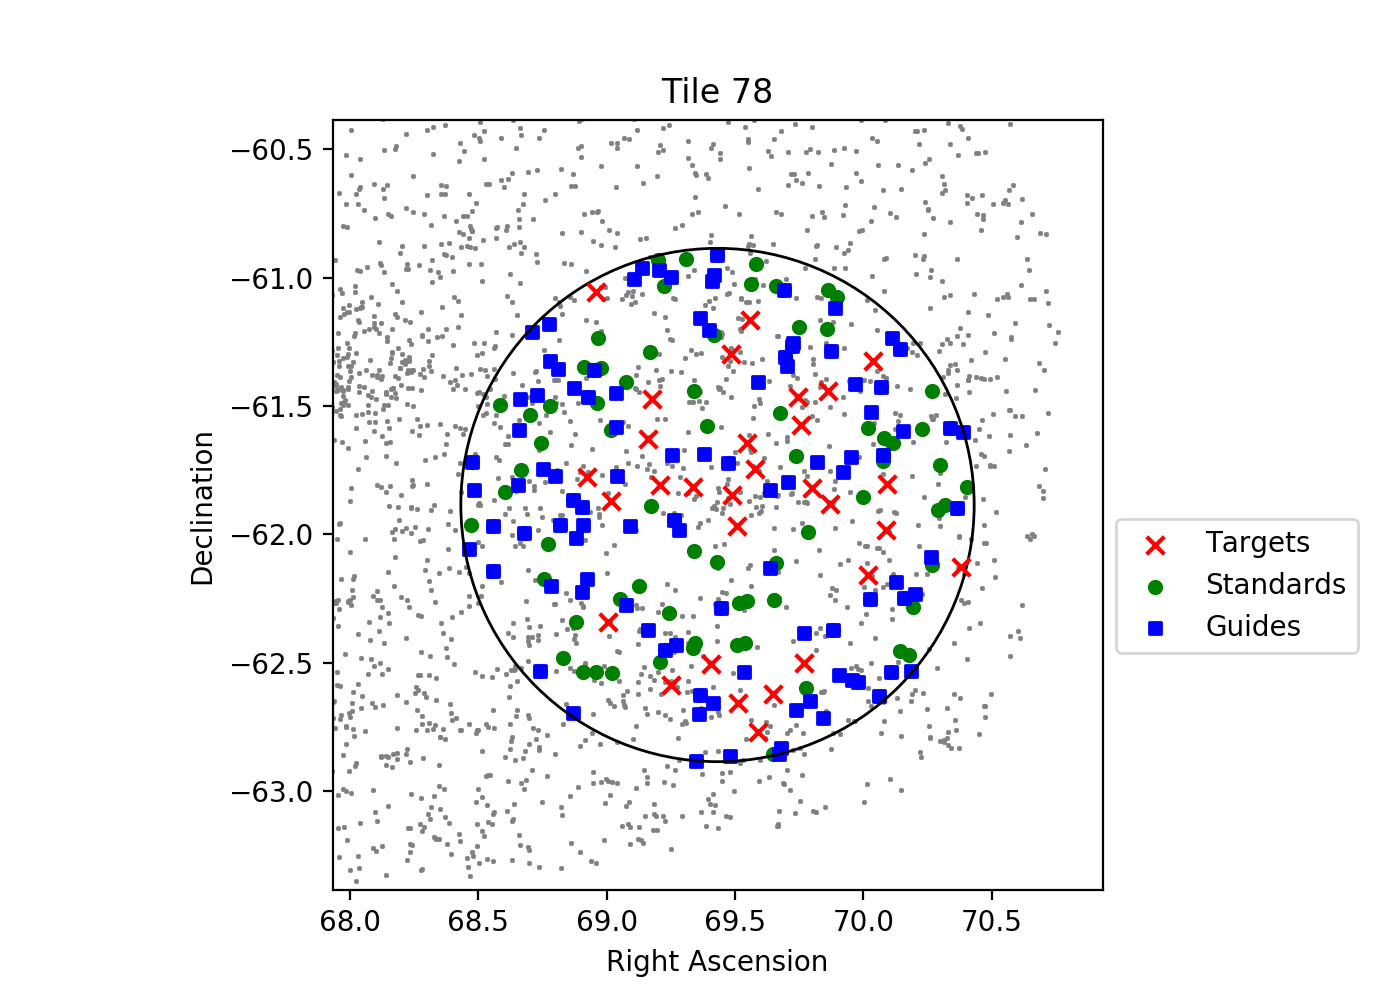 Tile 78
−60.5
−61.0
−61.5
−62.0
−62.5
−63.0
Declination
68.0 68.5 69.0 69.5 70.0 70.5
Right Ascension
Targets
Standards
Guides